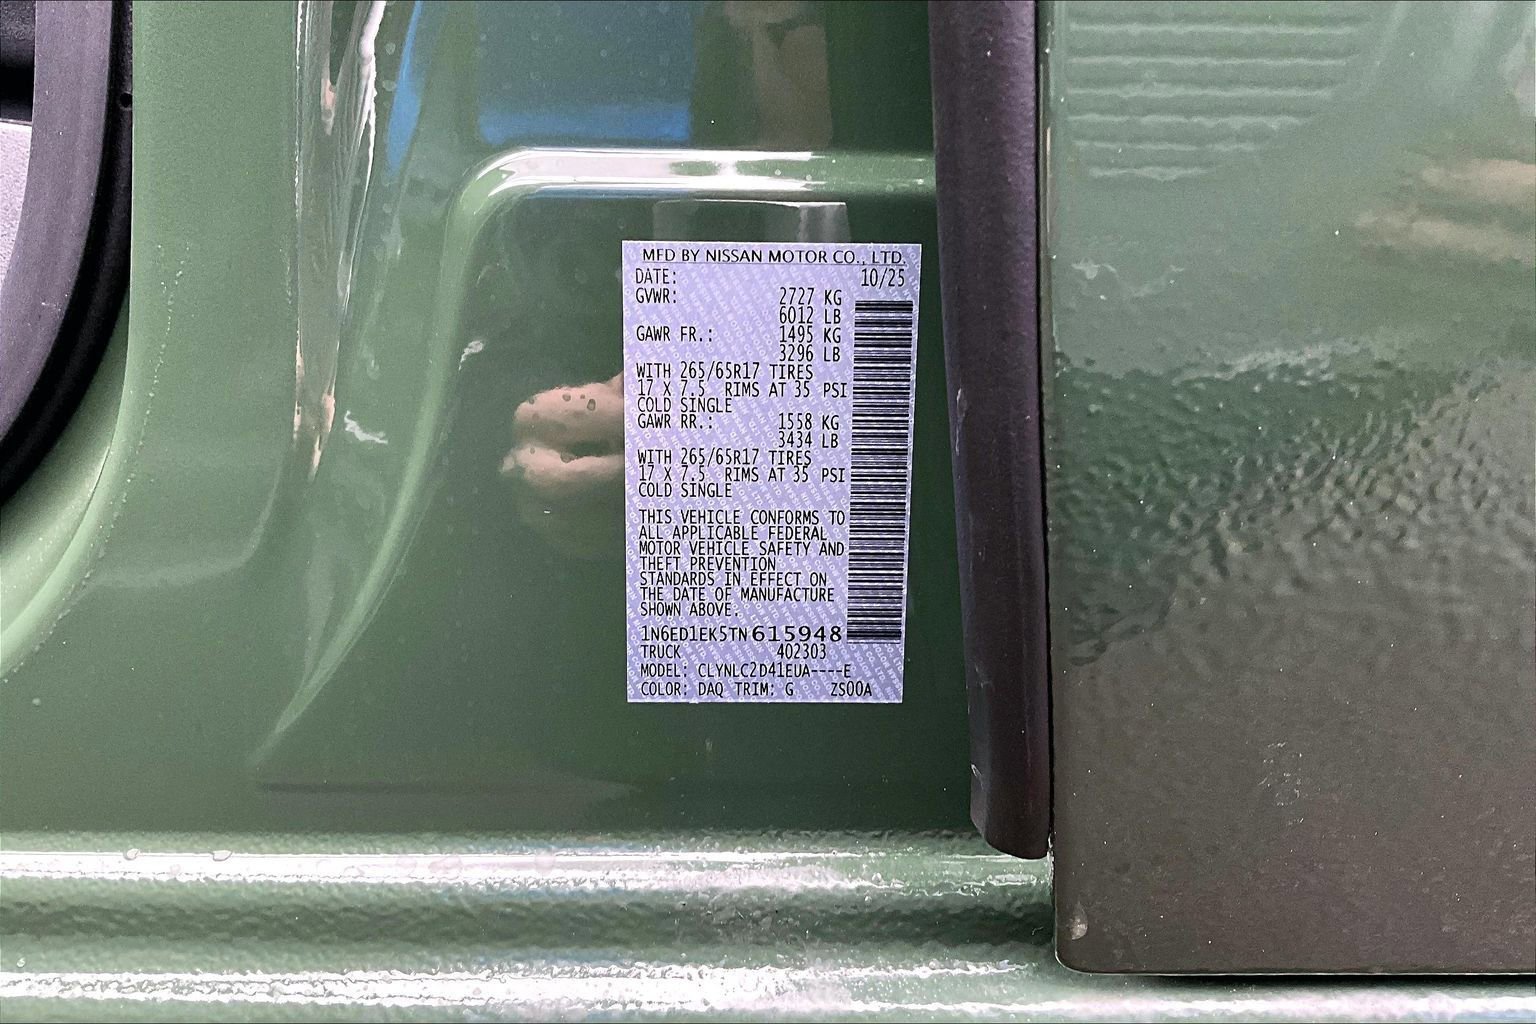 MFD BY NISSAN MOTOR CO., LTD.
DATE: 10/25
GVWR: 2727 KG
6012 LB
GAWR FR.: 1495 KG
3296 LB
WITH 265/65R17 TIRES
17 X 7.5 RIMS AT 35 PSI
COLD SINGLE
GAWR RR.: 1558 KG
3434 LB
WITH 265/65R17 TIRES
17 X 7.5 RIMS AT 35 PSI
COLD SINGLE
THIS VEHICLE CONFORMS TO
ALL APPLICABLE FEDERAL
MOTOR VEHICLE SAFETY AND
THEFT PREVENTION
STANDARDS IN EFFECT ON
THE DATE OF MANUFACTURE
SHOWN ABOVE.
1N6ED1EK5TN615948
TRUCK 402303
MODEL: CLYNLC2D41EUA----E
COLOR: DAQ TRIM: G ZS00A